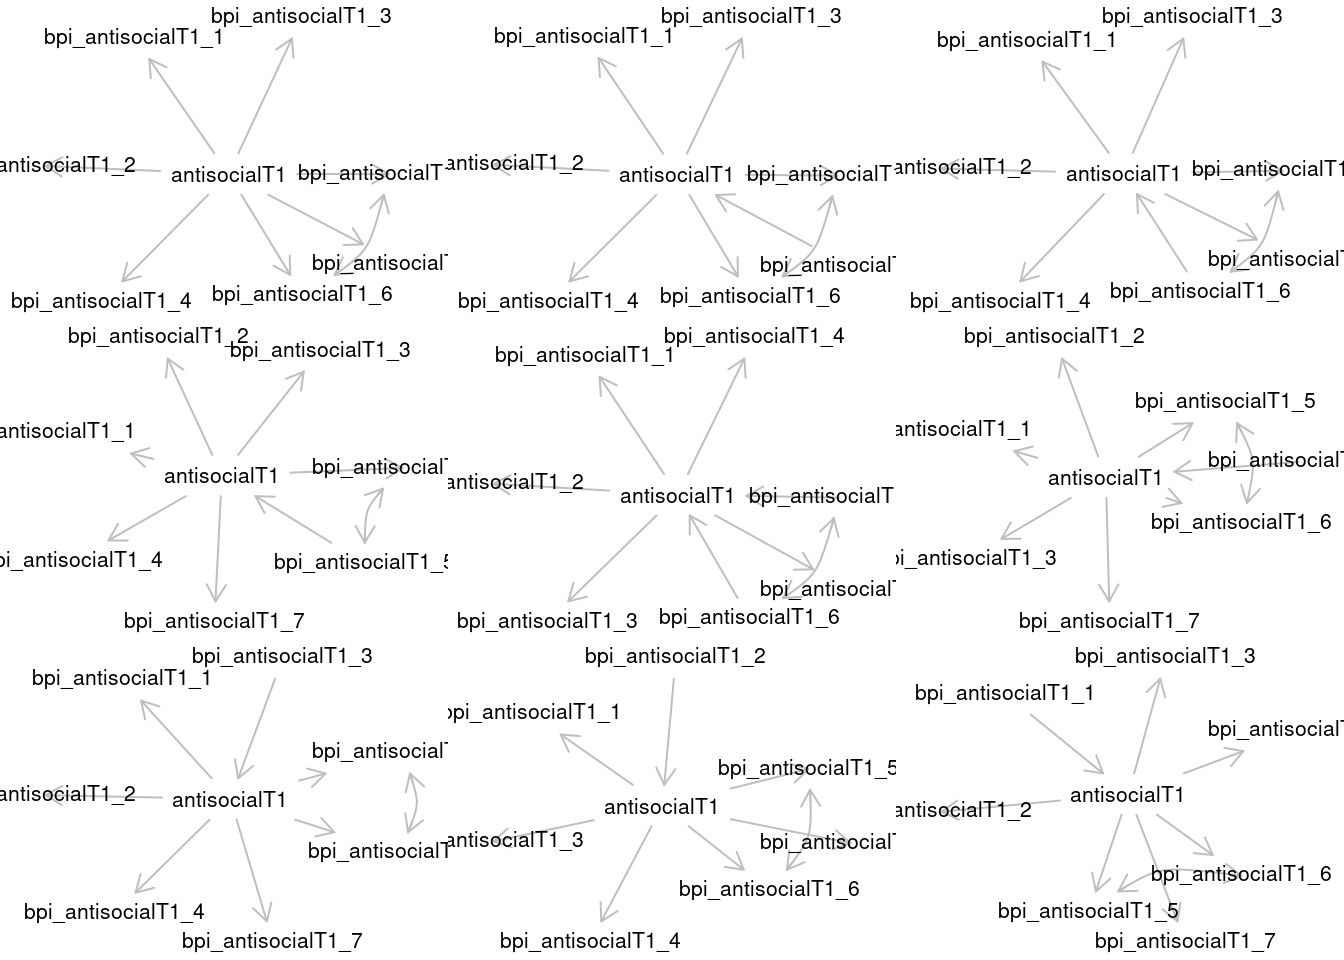 bpi_antisocialT1_3
bpi_antisocialT1_1
antisocialT1_2
antisocialT1
bpi_antisocialT
bpi_antisocialT
bpi_antisocialT1_4
bpi_antisocialT1_6
bpi_antisocialT1_3
bpi_antisocialT1_1
antisocialT1_2
antisocialT1
bpi_antisocialT
bpi_antisocialT
bpi_antisocialT1_4
bpi_antisocialT1_6
bpi_antisocialT1_3
bpi_antisocialT1_1
antisocialT1_2
antisocialT1
bpi_antisocialT1
bpi_antisocialT
bpi_antisocialT1_4
bpi_antisocialT1_6
bpi_antisocialT1_2
bpi_antisocialT1_3
antisocialT1_1
antisocialT1
bpi_antisocialT
bpi_antisocialT1_4
bpi_antisocialT1_5
bpi_antisocialT1_7
bpi_antisocialT1_4
bpi_antisocialT1_1
antisocialT1_2
antisocialT1
bpi_antisocialT
bpi_antisocialT
bpi_antisocialT1_3
bpi_antisocialT1_6
bpi_antisocialT1_2
bpi_antisocialT1_5
antisocialT1_1
bpi_antisocialT
antisocialT1
bpi_antisocialT1_6
bpi_antisocialT1_3
bpi_antisocialT1_7
bpi_antisocialT1_3
bpi_antisocialT1_1
bpi_antisocialT
antisocialT1_2
antisocialT1
bpi_antisocialT
bpi_antisocialT1_4
bpi_antisocialT1_7
bpi_antisocialT1_2
bpi_antisocialT1_1
bpi_antisocialT1_5
antisocialT1
antisocialT1_3
bpi_antisocialT
bpi_antisocialT1_6
bpi_antisocialT1_4
bpi_antisocialT1_3
bpi_antisocialT1_1
bpi_antisocialT
antisocialT1
antisocialT1_2
bpi_antisocialT1_6
bpi_antisocialT1_5
bpi_antisocialT1_7